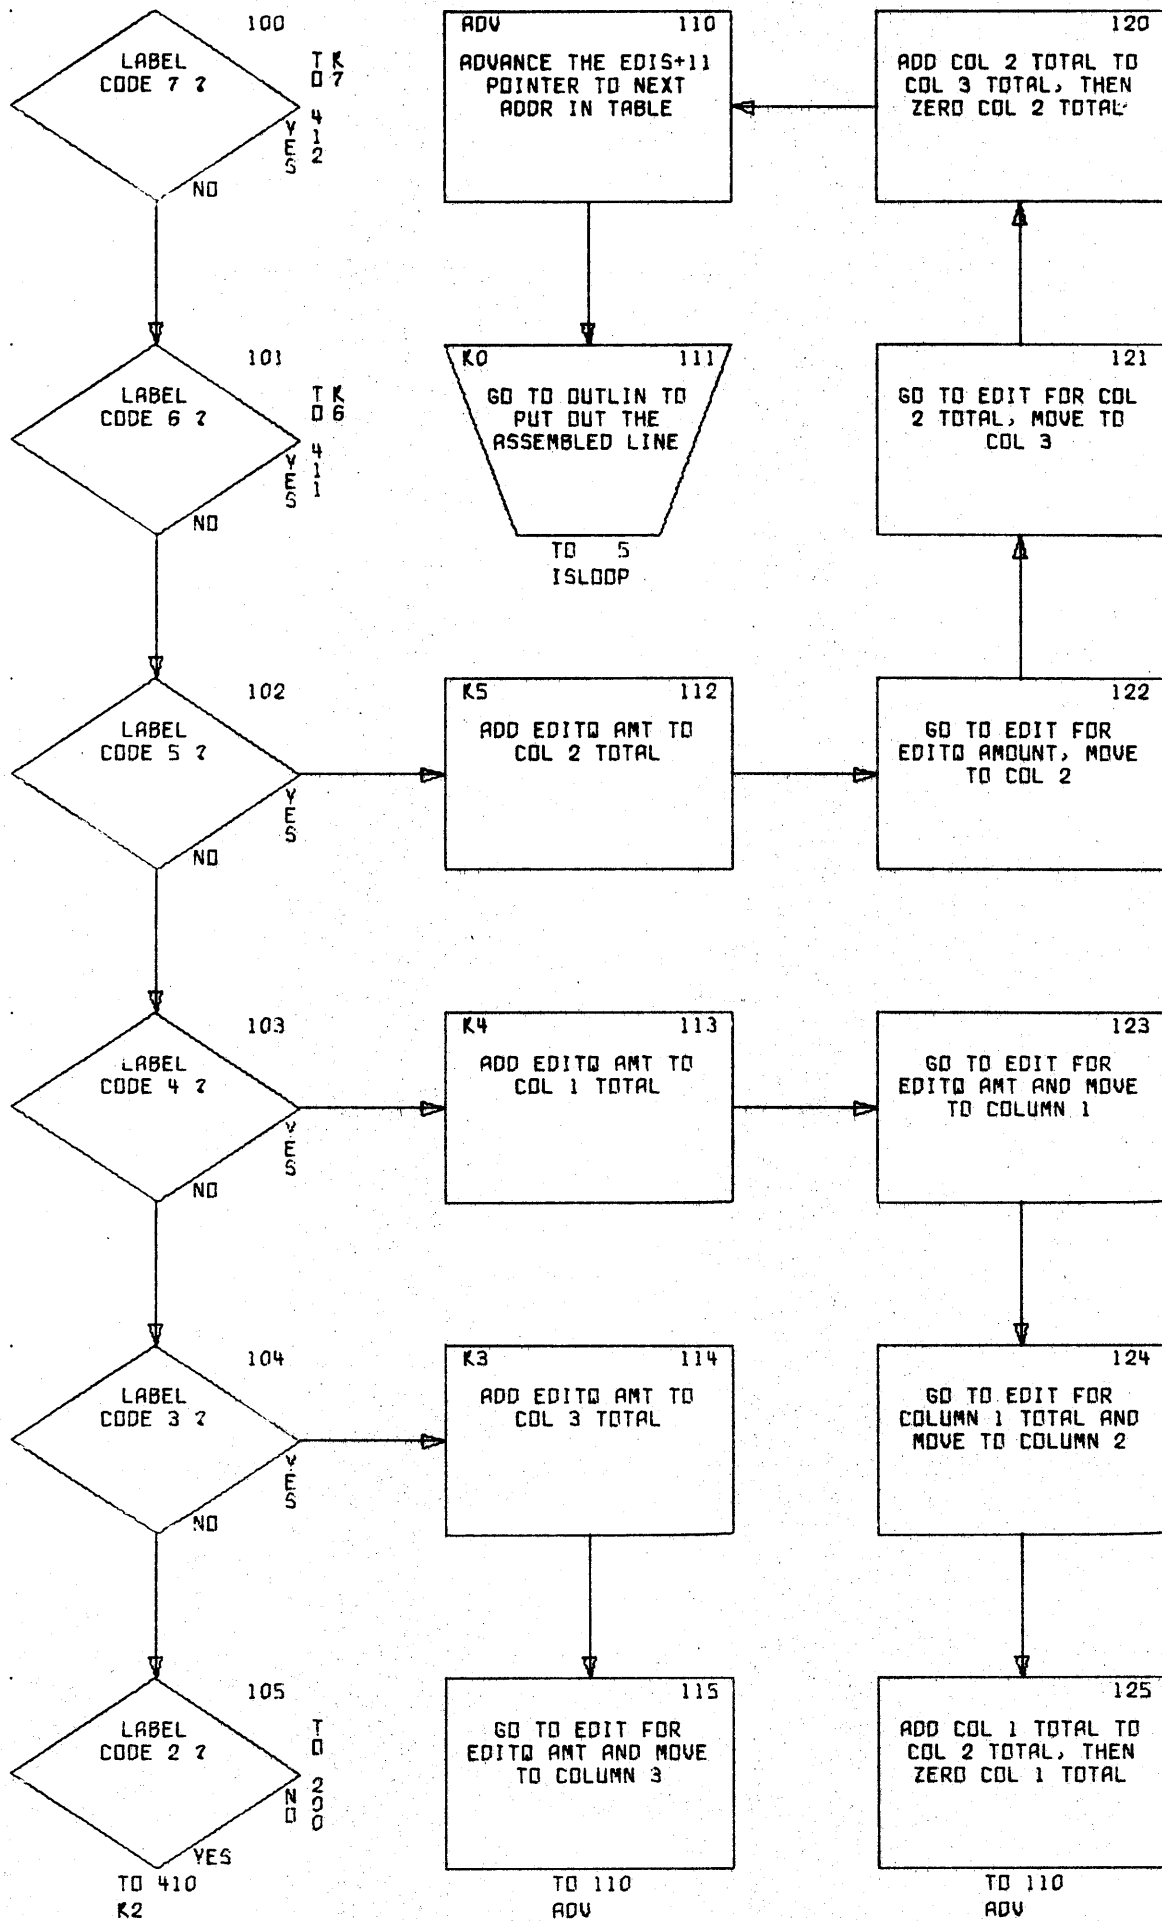 100
LABEL
CODE 7 ?
TO 412
K7
YES
NO
101
LABEL
CODE 6 ?
TO 411
K6
YES
NO
102
LABEL
CODE 5 ?
YES
NO
103
LABEL
CODE 4 ?
YES
NO
104
LABEL
CODE 3 ?
YES
NO
105
LABEL
CODE 2 ?
TO 200
NO
YES
TO 410
K2
ADV 110
ADVANCE THE EDIS+11
POINTER TO NEXT
ADDR IN TABLE
K0 111
GO TO OUTLIN TO
PUT OUT THE
ASSEMBLED LINE
TO 5
ISLOOP
K5 112
ADD EDITQ AMT TO
COL 2 TOTAL
K4 113
ADD EDITQ AMT TO
COL 1 TOTAL
K3 114
ADD EDITQ AMT TO
COL 3 TOTAL
115
GO TO EDIT FOR
EDITQ AMT AND MOVE
TO COLUMN 3
TO 110
ADV
120
ADD COL 2 TOTAL TO
COL 3 TOTAL, THEN
ZERO COL 2 TOTAL
121
GO TO EDIT FOR COL
2 TOTAL, MOVE TO
COL 3
122
GO TO EDIT FOR
EDITQ AMOUNT, MOVE
TO COL 2
123
GO TO EDIT FOR
EDITQ AMT AND MOVE
TO COLUMN 1
124
GO TO EDIT FOR
COLUMN 1 TOTAL AND
MOVE TO COLUMN 2
125
ADD COL 1 TOTAL TO
COL 2 TOTAL, THEN
ZERO COL 1 TOTAL
TO 110
ADV